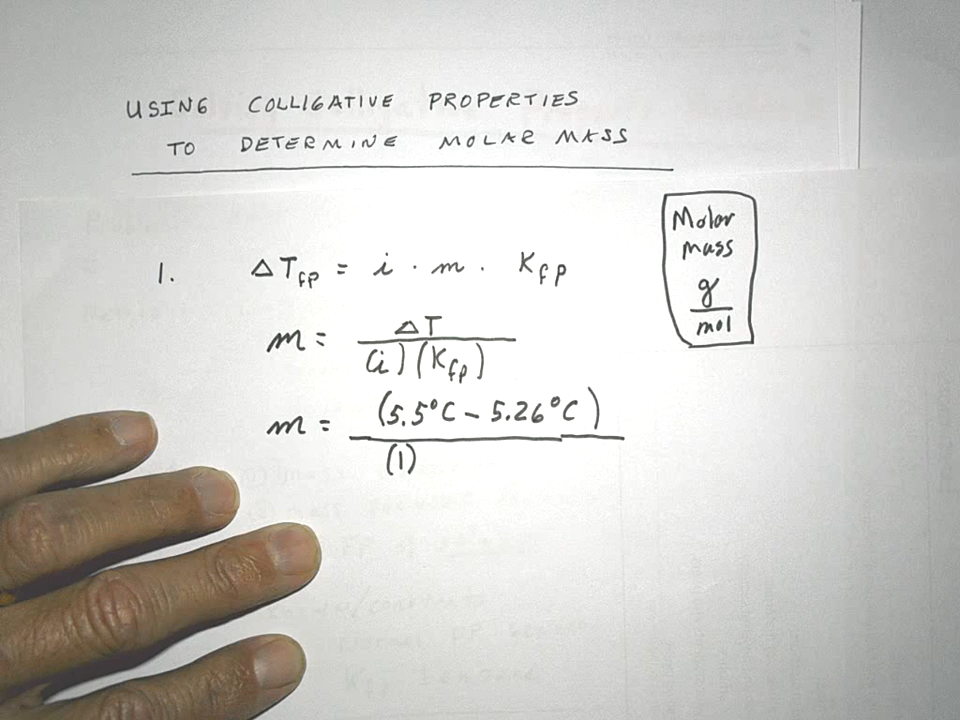 USING COLLIGATIVE PROPERTIES
TO DETERMINE MOLAR MASS
Molar
mass
g
mol
1. ΔTfp = i · m · Kfp
m = ΔT
(i)(Kfp)
m = (5.5°C - 5.26°C)
(1)